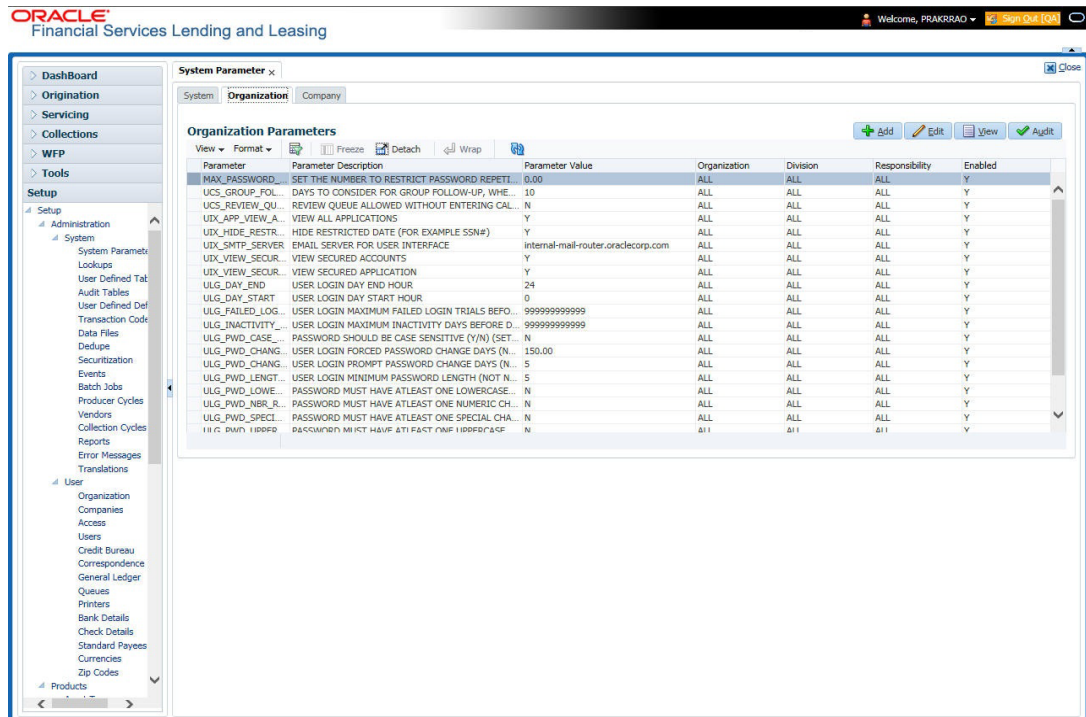 ORACLE
Financial Services Lending and Leasing
Welcome, PRAKRRAO
Sign Out [QA]
DashBoard
Origination
Servicing
Collections
WFP
Tools
Setup
Setup
Administration
System
System Paramete
Lookups
User Defined Tab
Audit Tables
User Defined Def
Transaction Code
Data Files
Dedupe
Securitization
Events
Batch Jobs
Producer Cycles
Vendors
Collection Cycles
Reports
Error Messages
Translations
User
Organization
Companies
Access
Users
Credit Bureau
Correspondence
General Ledger
Queues
Printers
Bank Details
Check Details
Standard Payees
Currencies
Zip Codes
Products
System Parameter x
Close
System Organization Company
Organization Parameters
Add Edit View Audit
View Format Freeze Detach Wrap
Parameter Parameter Description Parameter Value Organization Division Responsibility Enabled
MAX_PASSWORD_... SET THE NUMBER TO RESTRICT PASSWORD REPETI... 0.00 ALL ALL ALL Y
UCS_GROUP_FOL... DAYS TO CONSIDER FOR GROUP FOLLOW-UP, WHE... 10 ALL ALL ALL Y
UCS_REVIEW_QU... REVIEW QUEUE ALLOWED WITHOUT ENTERING CAL... N ALL ALL ALL Y
UIX_APP_VIEW_A... VIEW ALL APPLICATIONS Y ALL ALL ALL Y
UIX_HIDE_RESTR... HIDE RESTRICTED DATE (FOR EXAMPLE SSN#) Y ALL ALL ALL Y
UIX_SMTP_SERVER EMAIL SERVER FOR USER INTERFACE internal-mail-router.oraclecorp.com ALL ALL ALL Y
UIX_VIEW_SECUR... VIEW SECURED ACCOUNTS Y ALL ALL ALL Y
UIX_VIEW_SECUR... VIEW SECURED APPLICATION Y ALL ALL ALL Y
ULG_DAY_END USER LOGIN DAY END HOUR 24 ALL ALL ALL Y
ULG_DAY_START USER LOGIN DAY START HOUR 0 ALL ALL ALL Y
ULG_FAILED_LOG... USER LOGIN MAXIMUM FAILED LOGIN TRIALS BEFO... 999999999999 ALL ALL ALL Y
ULG_INACTIVITY_... USER LOGIN MAXIMUM INACTIVITY DAYS BEFORE D... 999999999999 ALL ALL ALL Y
ULG_PWD_CASE_... PASSWORD SHOULD BE CASE SENSITIVE (Y/N) (SET... N ALL ALL ALL Y
ULG_PWD_CHANG... USER LOGIN FORCED PASSWORD CHANGE DAYS (N... 150.00 ALL ALL ALL Y
ULG_PWD_CHANG... USER LOGIN PROMPT PASSWORD CHANGE DAYS (N... 5 ALL ALL ALL Y
ULG_PWD_LENGT... USER LOGIN MINIMUM PASSWORD LENGTH (NOT N... 5 ALL ALL ALL Y
ULG_PWD_LOWE... PASSWORD MUST HAVE ATLEAST ONE LOWERCASE... N ALL ALL ALL Y
ULG_PWD_NBR_R... PASSWORD MUST HAVE ATLEAST ONE NUMERIC CH... N ALL ALL ALL Y
ULG_PWD_SPECI... PASSWORD MUST HAVE ATLEAST ONE SPECIAL CHA... N ALL ALL ALL Y
ULG_PWD_UPPER... PASSWORD MUST HAVE ATLEAST ONE UPPERCASE... N ALL ALL ALL Y